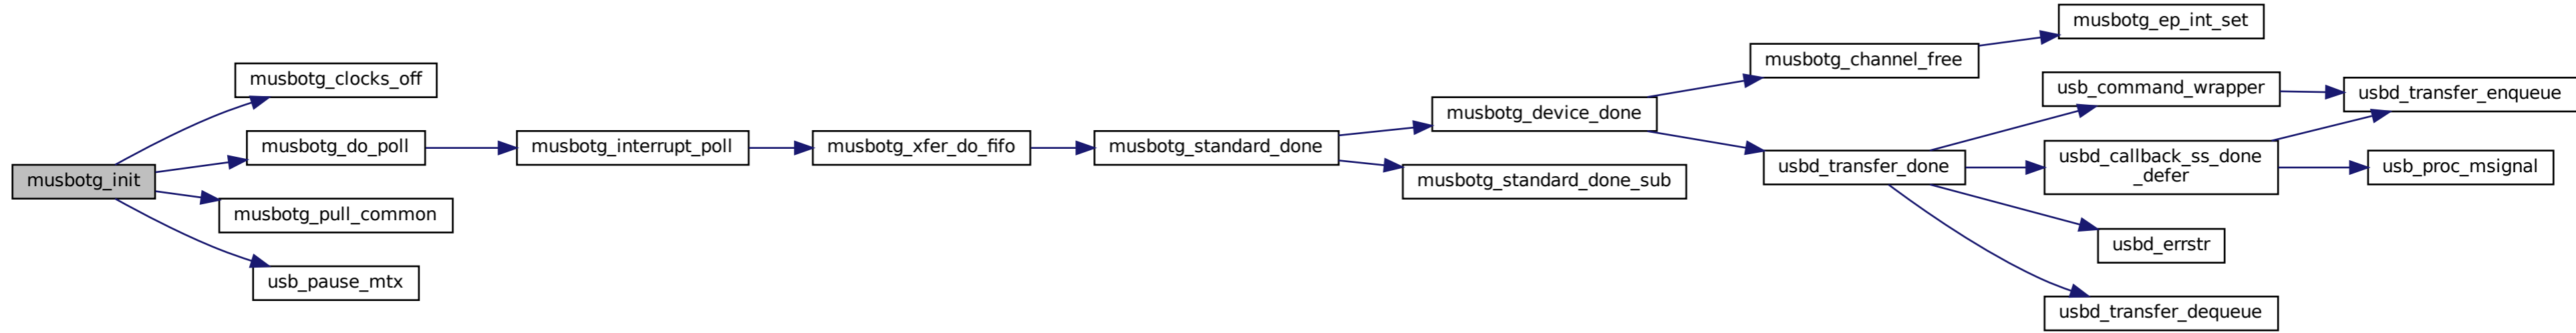 musbotg_init
musbotg_clocks_off
musbotg_do_poll
musbotg_pull_common
usb_pause_mtx
musbotg_interrupt_poll
musbotg_xfer_do_fifo
musbotg_standard_done
musbotg_device_done
musbotg_standard_done_sub
musbotg_channel_free
usbd_transfer_done
musbotg_ep_int_set
usb_command_wrapper
usbd_callback_ss_done
_defer
usbd_errstr
usbd_transfer_dequeue
usbd_transfer_enqueue
usb_proc_msignal